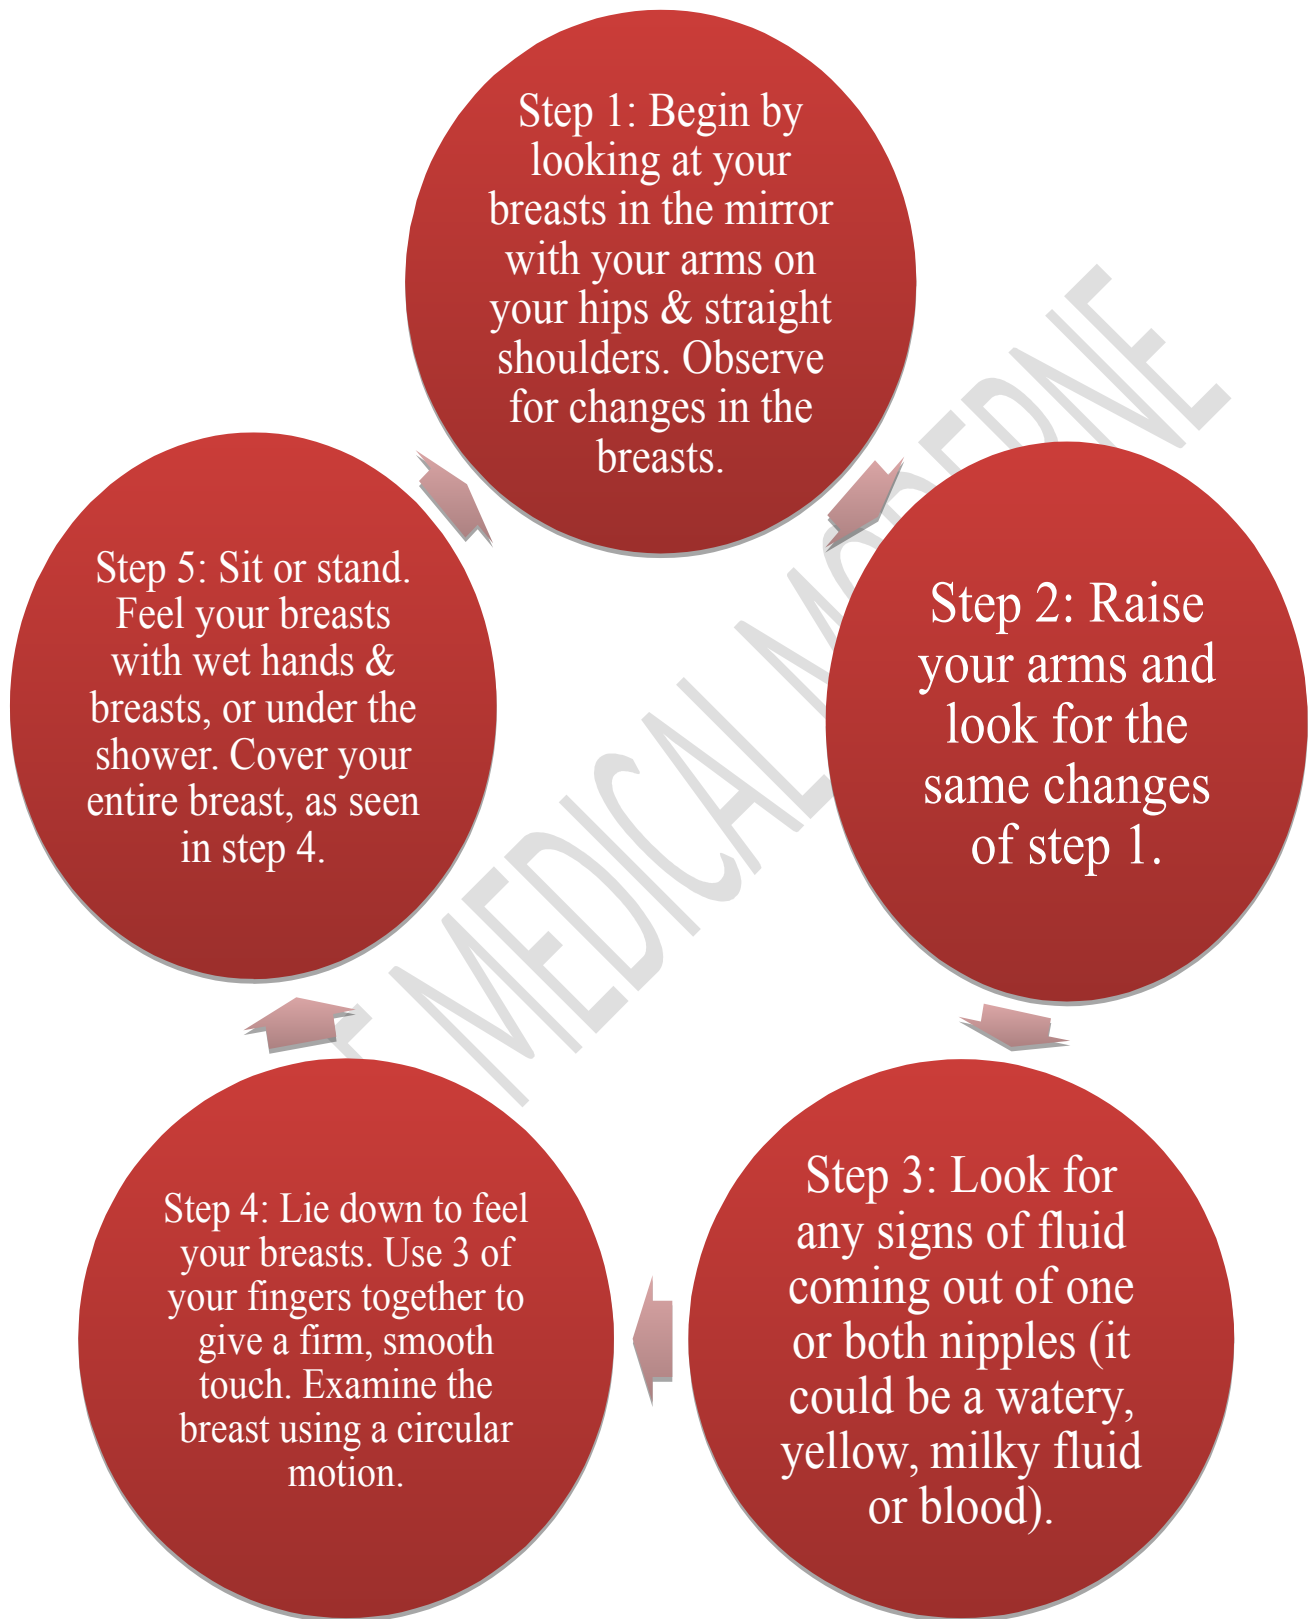 Step 1: Begin by
looking at your
breasts in the mirror
with your arms on
your hips & straight
shoulders. Observe
for changes in the
breasts.
Step 2: Raise
your arms and
look for the
same changes
of step 1.
Step 3: Look for
any signs of fluid
coming out of one
or both nipples (it
could be a watery,
yellow, milky fluid
or blood).
Step 4: Lie down to feel
your breasts. Use 3 of
your fingers together to
give a firm, smooth
touch. Examine the
breast using a circular
motion.
Step 5: Sit or stand.
Feel your breasts
with wet hands &
breasts, or under the
shower. Cover your
entire breast, as seen
in step 4.
MEDICAL MODERNE